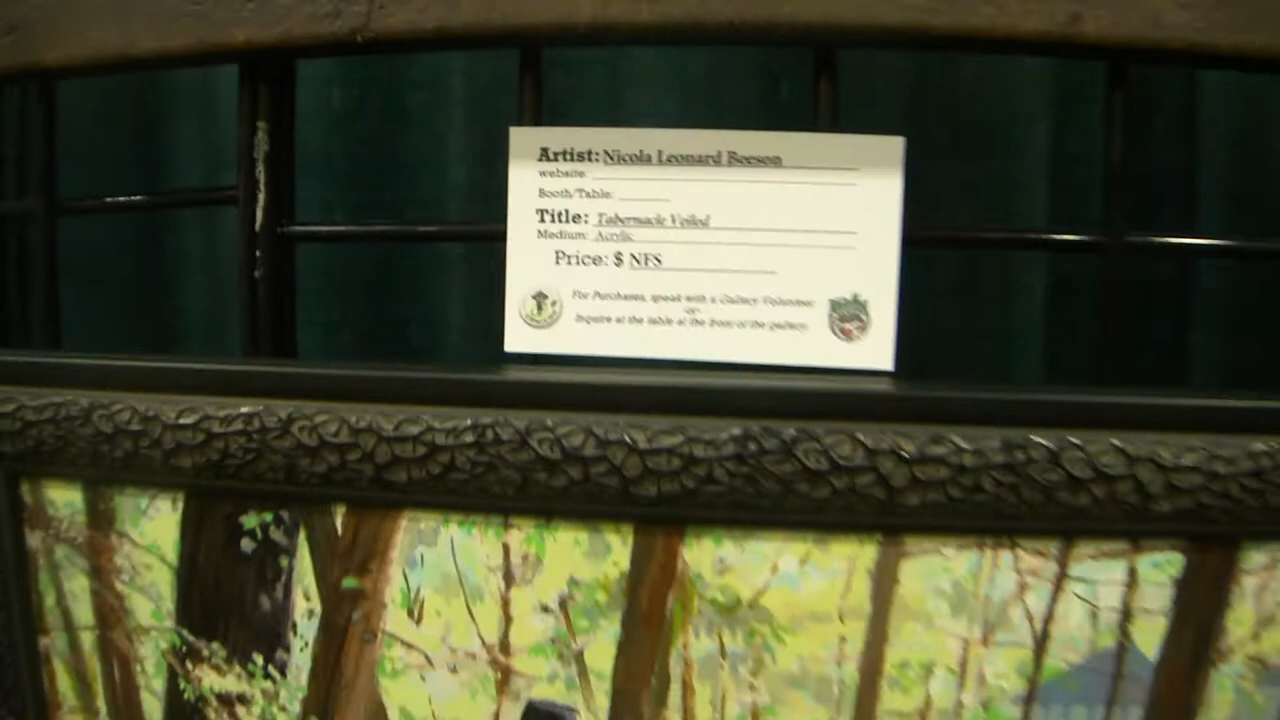 Artist: Nicola Leonard Beeson
website:
Booth/Table:
Title: Tabernacle Veiled
Medium: Acrylic
Price: $ NFS
For Purchases, speak with a Gallery Volunteer
-or-
Inquire at the table at the front of the gallery.